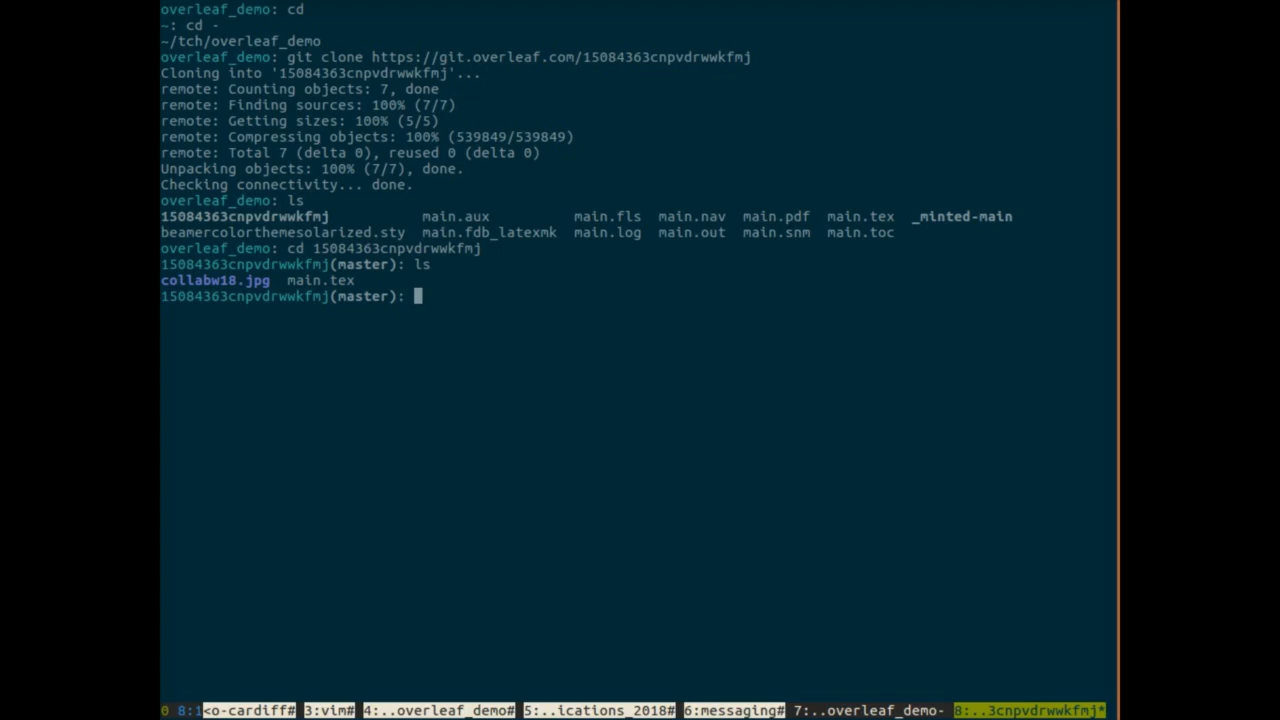 overleaf_demo: cd
~: cd -
~/tch/overleaf_demo
overleaf_demo: git clone https://git.overleaf.com/15084363cnpvdrwwkfmj
Cloning into '15084363cnpvdrwwkfmj'...
remote: Counting objects: 7, done
remote: Finding sources: 100% (7/7)
remote: Getting sizes: 100% (5/5)
remote: Compressing objects: 100% (539849/539849)
remote: Total 7 (delta 0), reused 0 (delta 0)
Unpacking objects: 100% (7/7), done.
Checking connectivity... done.
overleaf_demo: ls
15084363cnpvdrwwkfmj main.aux main.fls main.nav main.pdf main.tex _minted-main
beamercolorthemesolarized.sty main.fdb_latexmk main.log main.out main.snm main.toc
overleaf_demo: cd 15084363cnpvdrwwkfmj
15084363cnpvdrwwkfmj(master): ls
collabw18.jpg main.tex
15084363cnpvdrwwkfmj(master):
0 8:1<o-cardiff# 3:vim# 4:..overleaf_demo# 5:..ications_2018# 6:messaging# 7:..overleaf_demo- 8:..3cnpvdrwwkfmj*